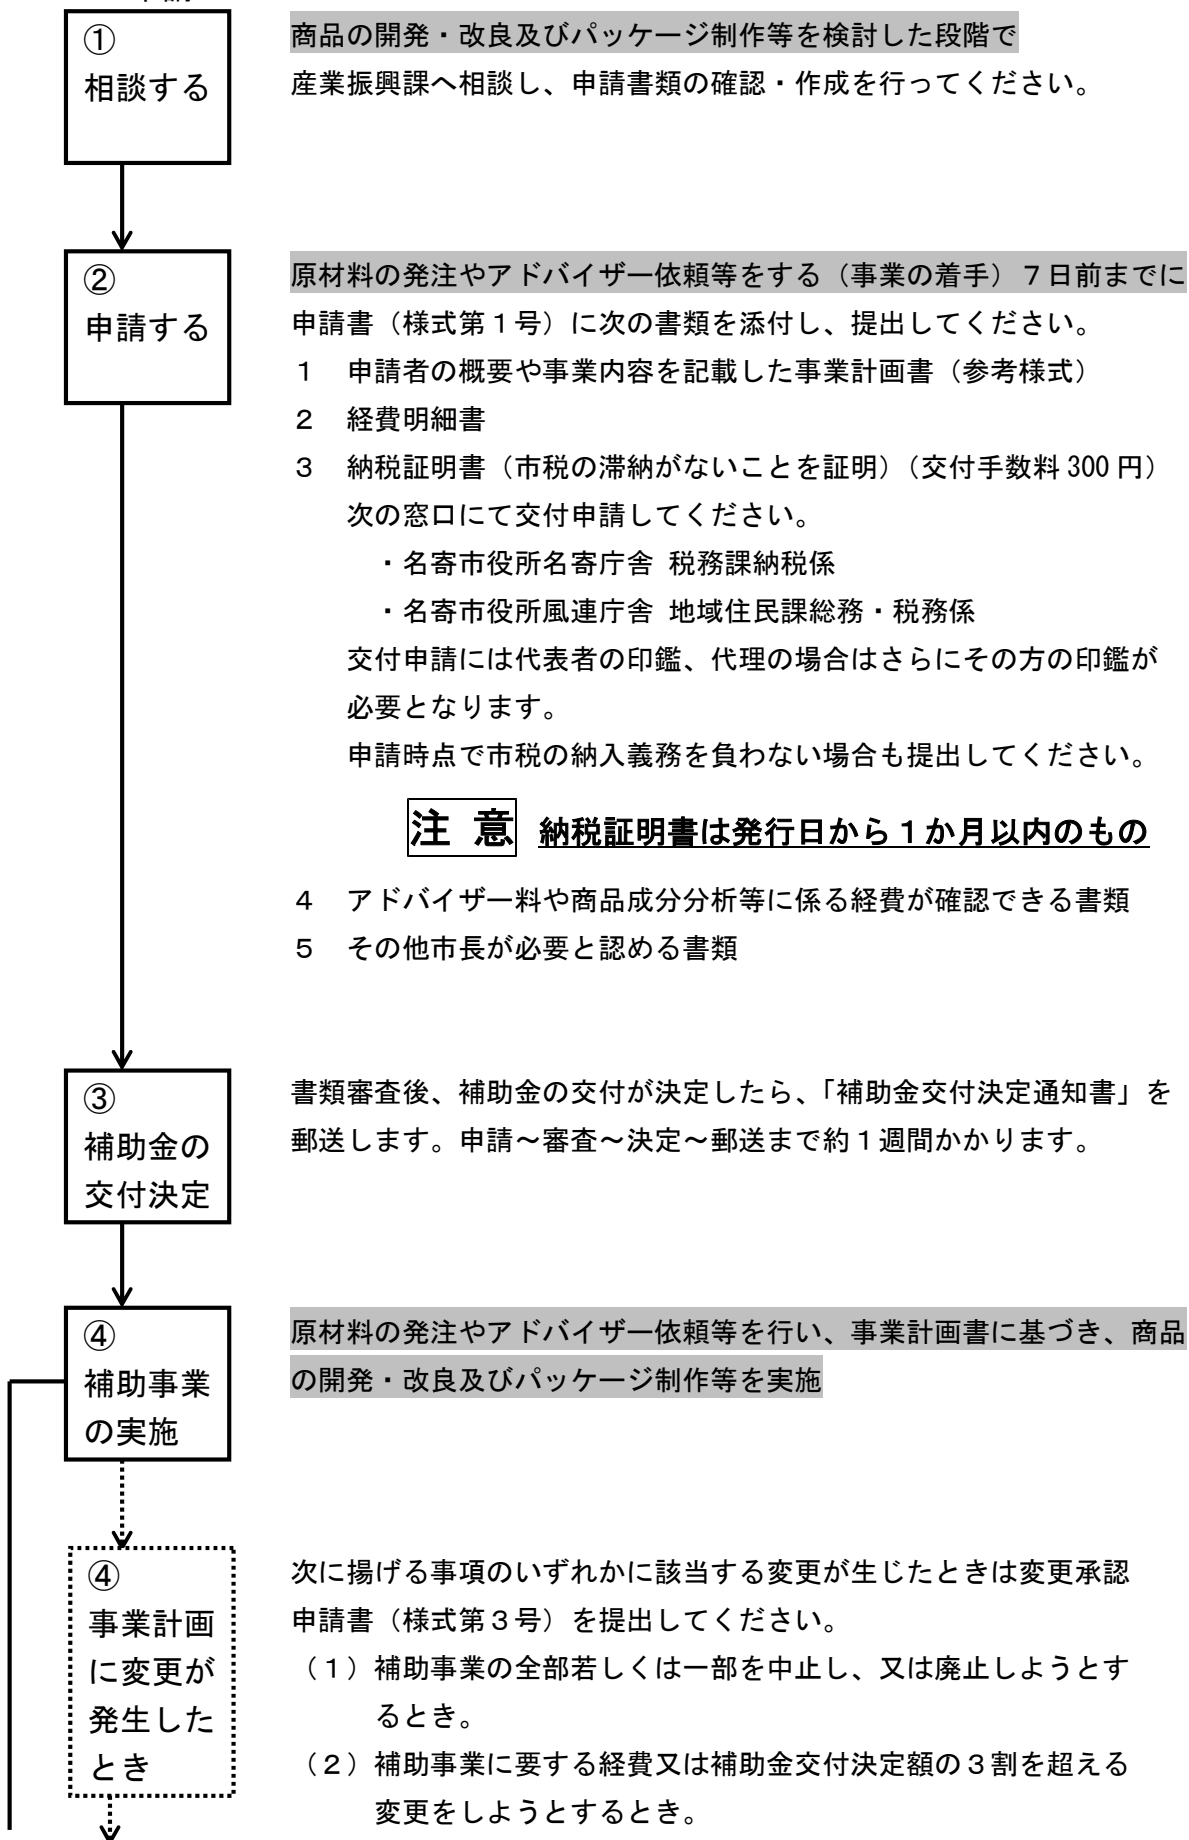 ①
相談する
商品の開発・改良及びパッケージ制作等を検討した段階で
産業振興課へ相談し、申請書類の確認・作成を行ってください。
②
申請する
原材料の発注やアドバイザー依頼等をする（事業の着手）７日前までに
申請書（様式第１号）に次の書類を添付し、提出してください。
１　申請者の概要や事業内容を記載した事業計画書（参考様式）
２　経費明細書
３　納税証明書（市税の滞納がないことを証明）（交付手数料 300 円）
次の窓口にて交付申請してください。
・名寄市役所名寄庁舎 税務課納税係
・名寄市役所風連庁舎 地域住民課総務・税務係
交付申請には代表者の印鑑、代理の場合はさらにその方の印鑑が
必要となります。
申請時点で市税の納入義務を負わない場合も提出してください。
注 意 納税証明書は発行日から１か月以内のもの
４　アドバイザー料や商品成分分析等に係る経費が確認できる書類
５　その他市長が必要と認める書類
③
補助金の
交付決定
書類審査後、補助金の交付が決定したら、「補助金交付決定通知書」を
郵送します。申請～審査～決定～郵送まで約１週間かかります。
④
補助事業
の実施
原材料の発注やアドバイザー依頼等を行い、事業計画書に基づき、商品
の開発・改良及びパッケージ制作等を実施
④
事業計画
に変更が
発生した
とき
次に揚げる事項のいずれかに該当する変更が生じたときは変更承認
申請書（様式第３号）を提出してください。
（１）補助事業の全部若しくは一部を中止し、又は廃止しようとす
るとき。
（２）補助事業に要する経費又は補助金交付決定額の３割を超える
変更をしようとするとき。